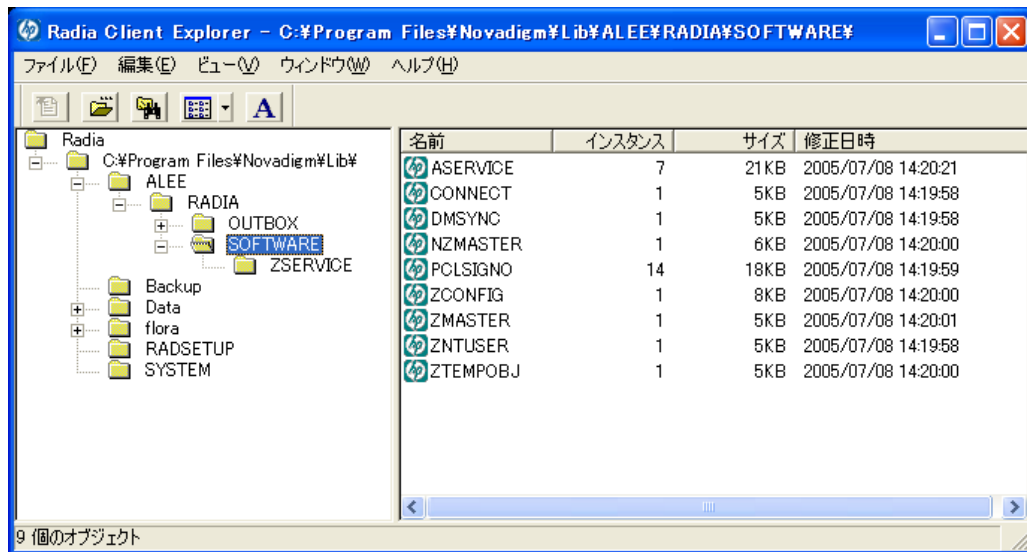 Radia Client Explorer - C:¥Program Files¥Novadigm¥Lib¥ALEE¥RADIA¥SOFTWARE¥
ファイル(F) 編集(E) ビュー(V) ウィンドウ(W) ヘルプ(H)
A
Radia
C:¥Program Files¥Novadigm¥Lib¥
ALEE
RADIA
OUTBOX
SOFTWARE
ZSERVICE
Backup
Data
flora
RADSETUP
SYSTEM
名前 インスタンス サイズ 修正日時
ASERVICE 7 21KB 2005/07/08 14:20:21
CONNECT 1 5KB 2005/07/08 14:19:58
DMSYNC 1 5KB 2005/07/08 14:19:58
NZMASTER 1 6KB 2005/07/08 14:20:00
PCLSIGNO 14 18KB 2005/07/08 14:19:59
ZCONFIG 1 8KB 2005/07/08 14:20:00
ZMASTER 1 5KB 2005/07/08 14:20:01
ZNTUSER 1 5KB 2005/07/08 14:19:58
ZTEMPOBJ 1 5KB 2005/07/08 14:20:00
9 個のオブジェクト